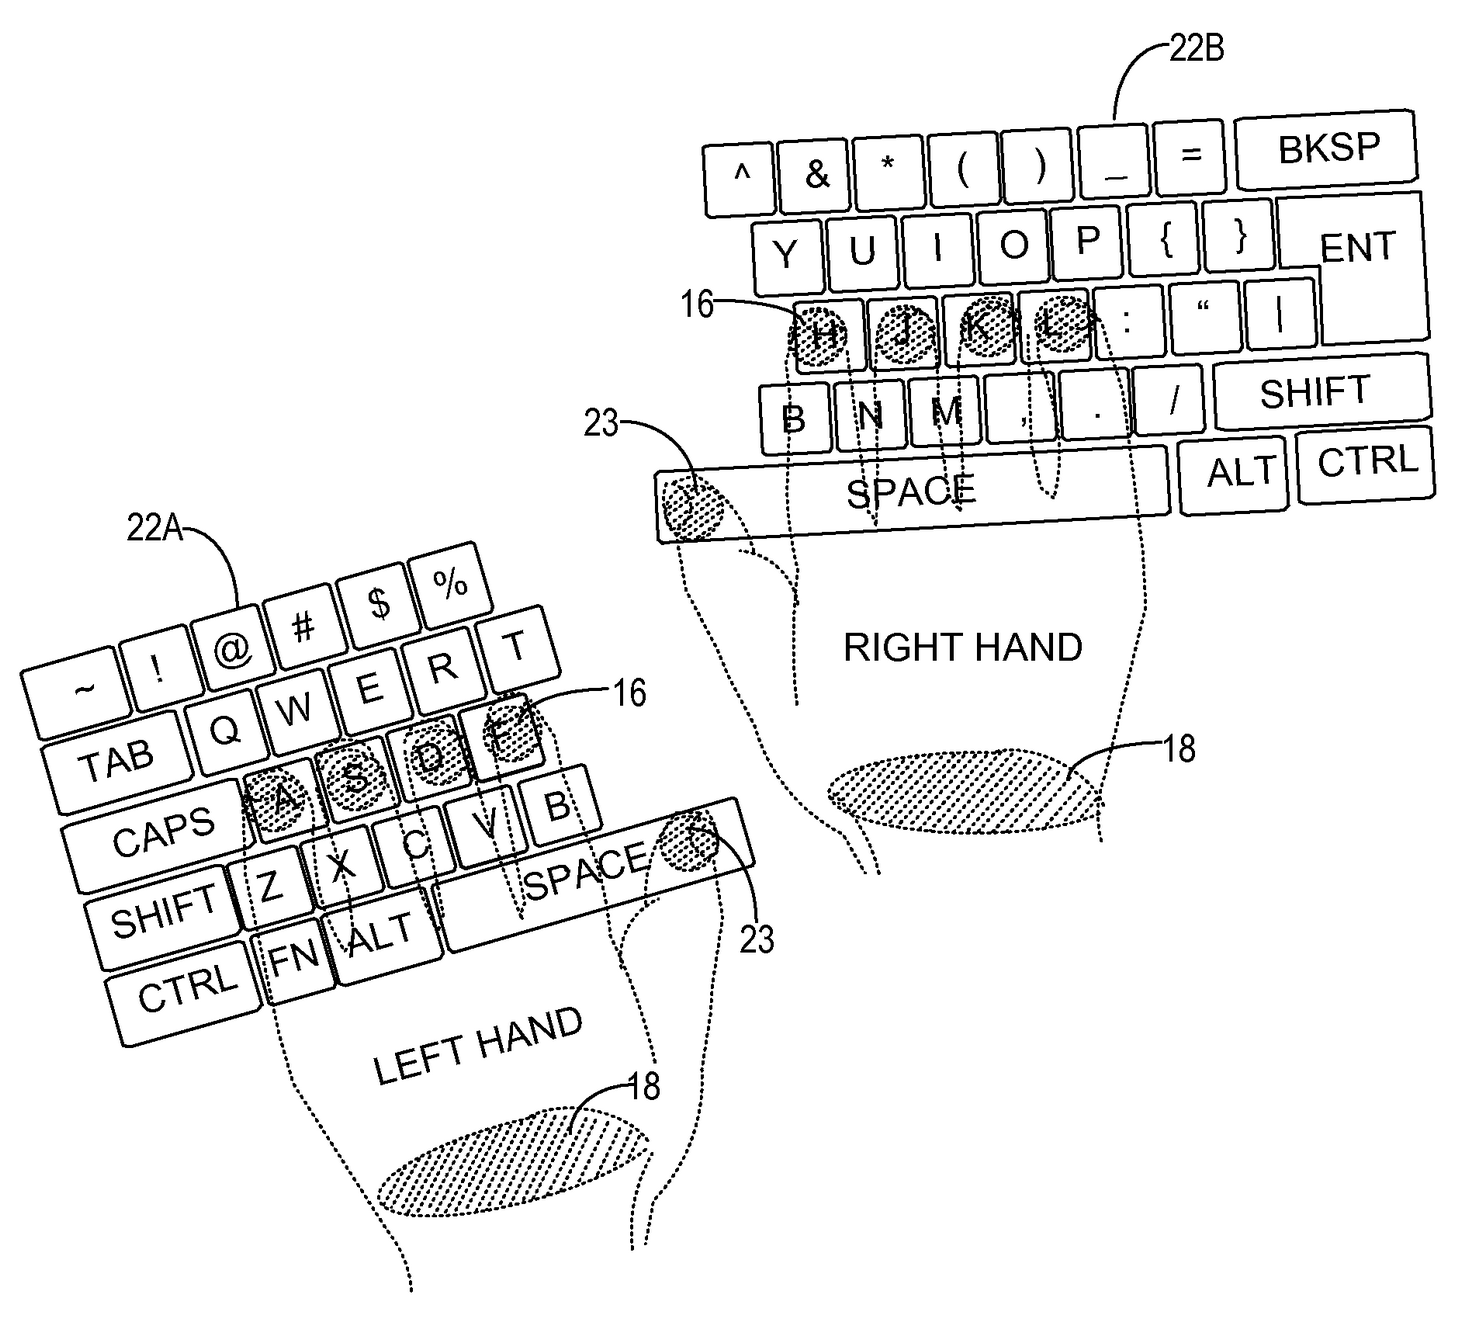 22B
^ & * ( ) _ = BKSP
Y U I O P { } ENT
16
H J K L : “ |
B N M , . / SHIFT
23
SPACE ALT CTRL
RIGHT HAND
18
22A
~ ! @ # $ %
TAB Q W E R T
16
CAPS A S D F
SHIFT Z X C V B
CTRL FN ALT SPACE
23
LEFT HAND
18